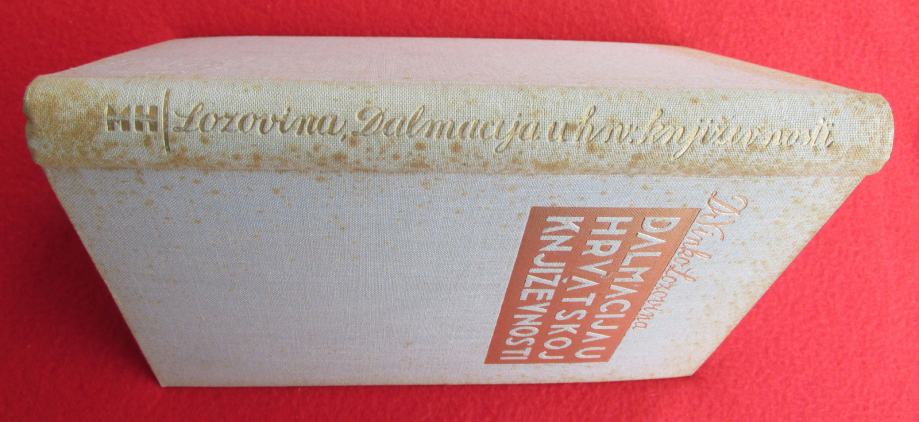 MH Lozovina, Dalmacija u hrv. književnosti
Dr Vinko Lozovina
DALMACIJA U
HRVATSKOJ
KNJIŽEVNOSTI